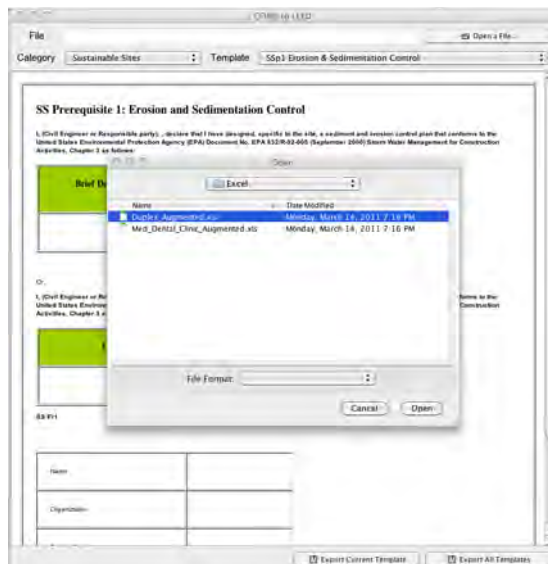 COBIE to LEED
File
Open a File...
Category Sustainable Sites Template SSp1 Erosion & Sedimentation Control
SS Prerequisite 1: Erosion and Sedimentation Control
I, (Civil Engineer or Responsible party), , declare that I have designed, specific to the site, a sediment and erosion control plan that conforms to the
United States Environmental Protection Agency (EPA) Document No. EPA 832/R-92-005 (September 2000) Storm Water Management for Construction
Activities, Chapter 3 as follows:
Open
Brief De
Excel
Name Date Modified
Duplex_Augmented.xls Monday, March 14, 2011 7:16 PM
Med_Dental_Clinic_Augmented.xls Monday, March 14, 2011 7:16 PM
Or,
I, (Civil Engineer or Re
forms to the
United States Environm
Construction
Activities, Chapter 3 a
File Format:
Cancel Open
Name
Organization
Export Current Template Export All Templates